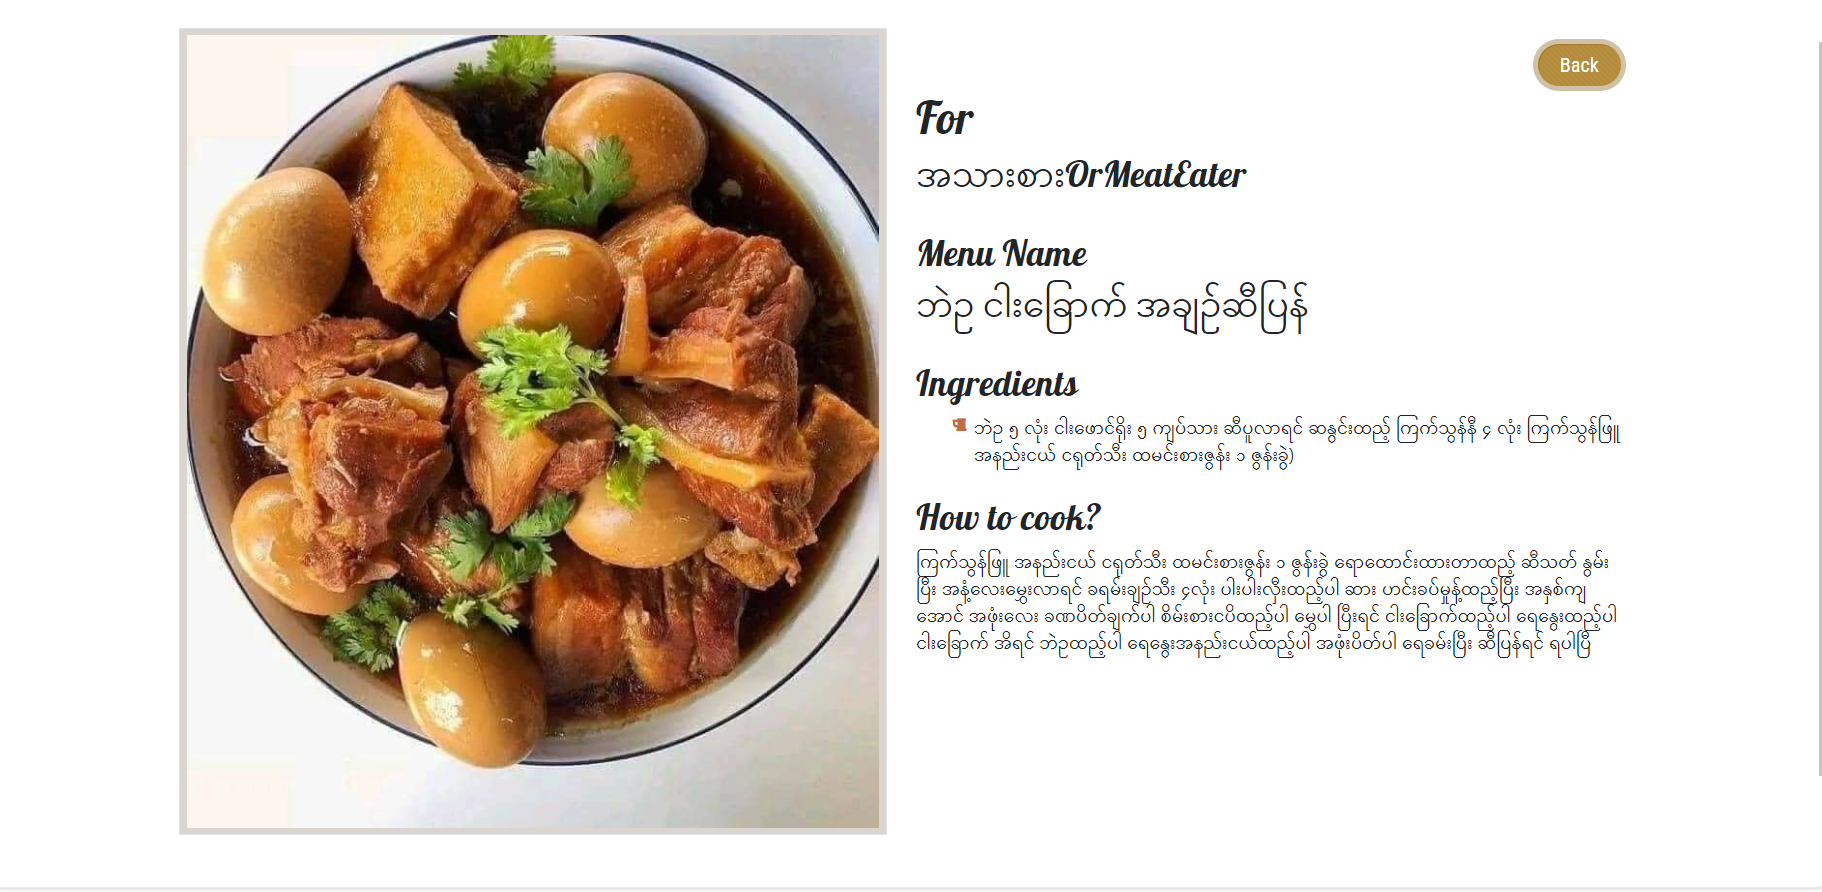 Back
For
အသားစားOrMeatEater
Menu Name
ဘဲဥ ငါးခြောက် အချဉ်ဆီပြန်
Ingredients
ဘဲဥ ၅ လုံး ငါးဖောင်ရိုး ၅ ကျပ်သား ဆီပူလာရင် ဆနွင်းထည့် ကြက်သွန်နီ ၄ လုံး ကြက်သွန်ဖြူ
အနည်းငယ် ငရုတ်သီး ထမင်းစားဇွန်း ၁ ဇွန်းခွဲ)
How to cook?
ကြက်သွန်ဖြူ အနည်းငယ် ငရုတ်သီး ထမင်းစားဇွန်း ၁ ဇွန်းခွဲ ရောထောင်းထားတာထည့် ဆီသတ် နွမ်း
ပြီး အနံ့လေးမွှေးလာရင် ခရမ်းချဉ်သီး ၄လုံး ပါးပါးလှီးထည့်ပါ ဆား ဟင်းခပ်မှုန့်ထည့်ပြီး အနှစ်ကျ
အောင် အဖုံးလေး ခဏပိတ်ချက်ပါ စိမ်းစားငပိထည့်ပါ မွှေပါ ပြီးရင် ငါးခြောက်ထည့်ပါ ရေနွေးထည့်ပါ
ငါးခြောက် အိရင် ဘဲဥထည့်ပါ ရေနွေးအနည်းငယ်ထည့်ပါ အဖုံးပိတ်ပါ ရေခမ်းပြီး ဆီပြန်ရင် ရပါပြီ